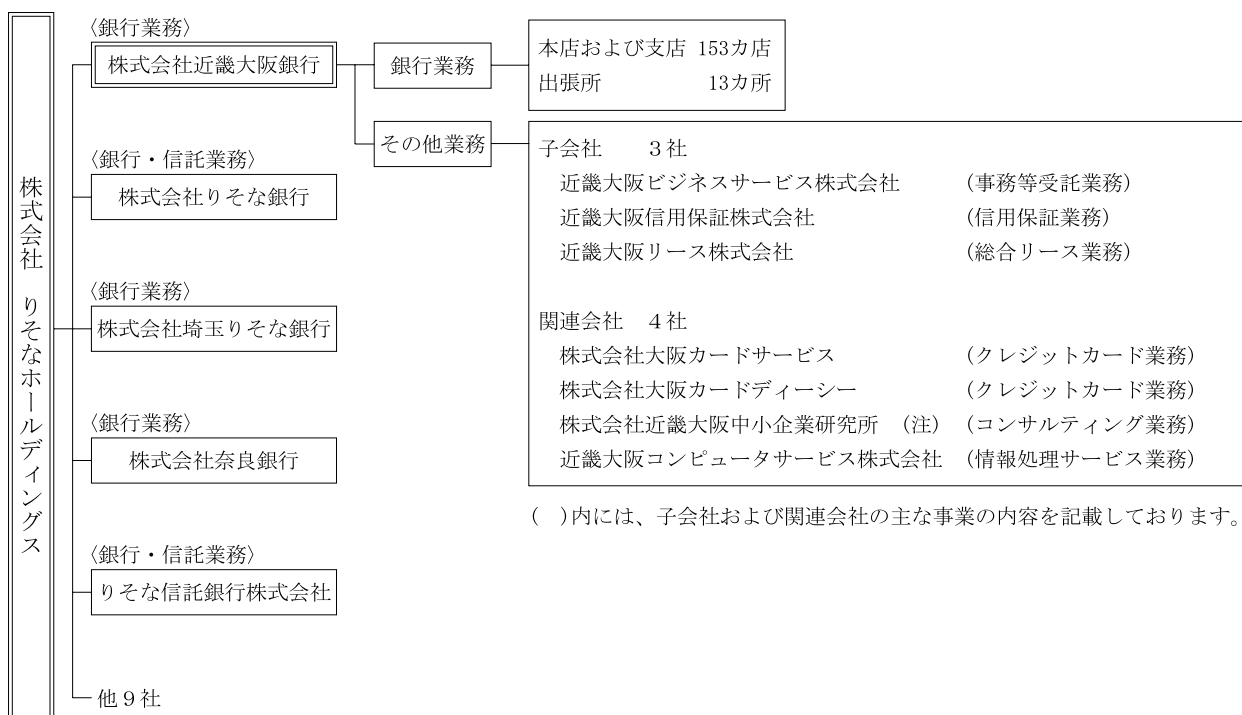 株式会社 りそなホールディングス
〈銀行業務〉
株式会社近畿大阪銀行
銀行業務
本店および支店 153カ店
出張所 13カ所
その他業務
子会社 3社
近畿大阪ビジネスサービス株式会社 (事務等受託業務)
近畿大阪信用保証株式会社 (信用保証業務)
近畿大阪リース株式会社 (総合リース業務)
関連会社 4社
株式会社大阪カードサービス (クレジットカード業務)
株式会社大阪カードディーシー (クレジットカード業務)
株式会社近畿大阪中小企業研究所 (注) (コンサルティング業務)
近畿大阪コンピュータサービス株式会社 (情報処理サービス業務)
( )内には、子会社および関連会社の主な事業の内容を記載しております。
〈銀行・信託業務〉
株式会社りそな銀行
〈銀行業務〉
株式会社埼玉りそな銀行
〈銀行業務〉
株式会社奈良銀行
〈銀行・信託業務〉
りそな信託銀行株式会社
他9社